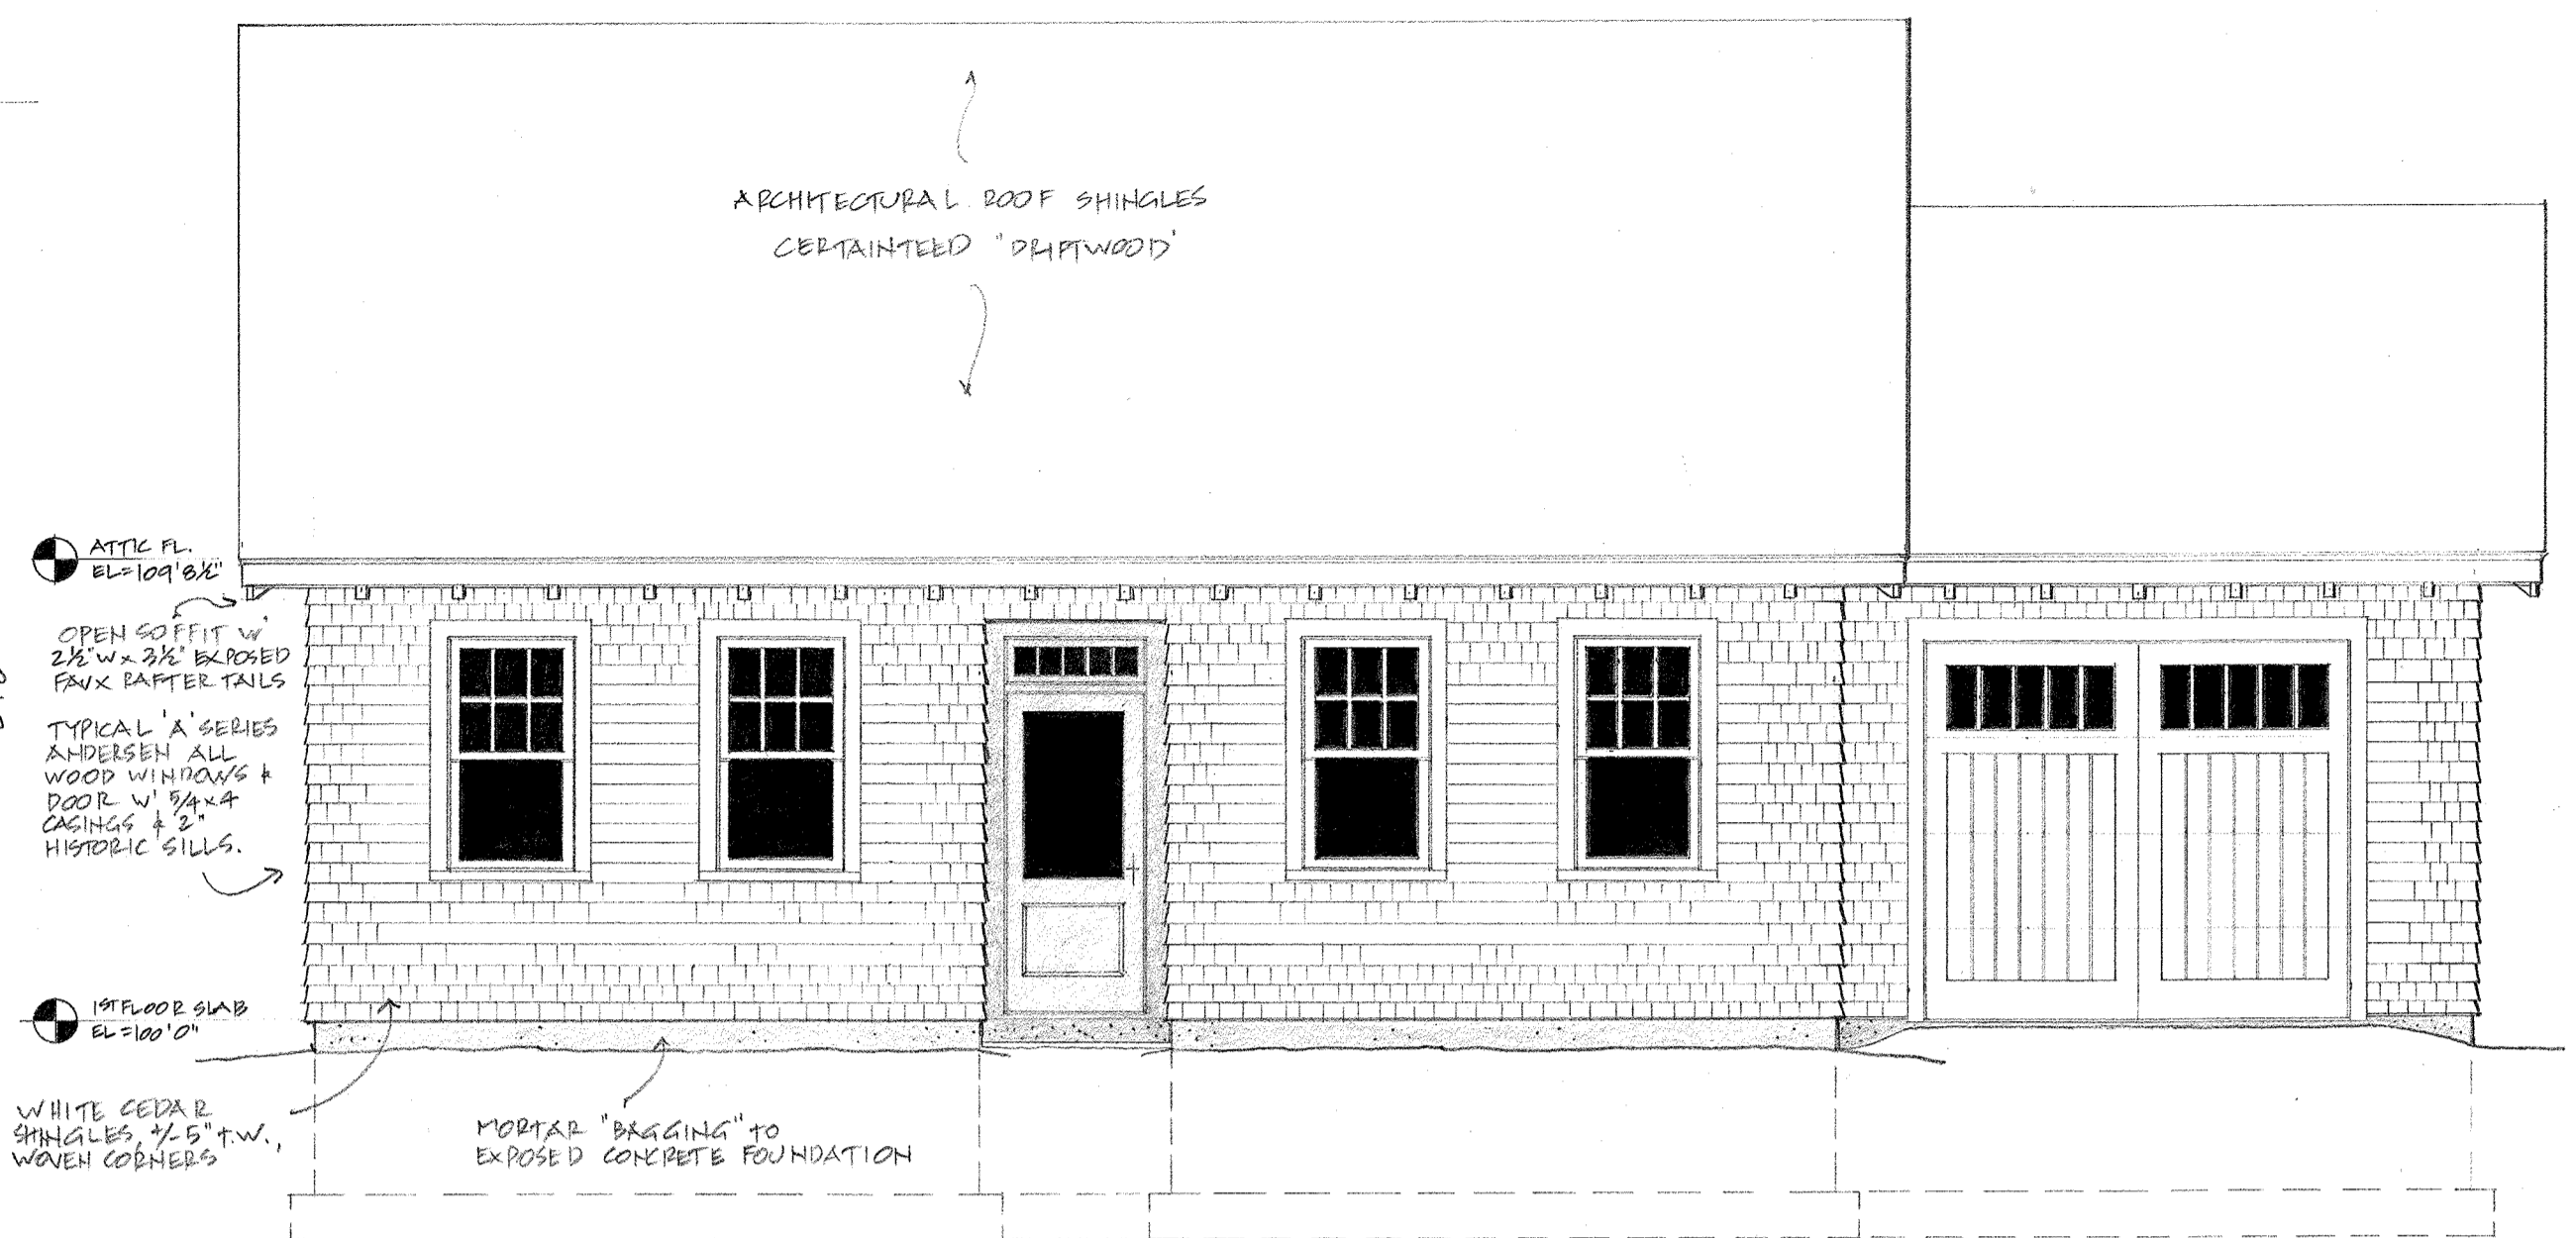 ARCHITECTURAL ROOF SHINGLES
CERTAINTEED 'DRIFTWOOD'
ATTIC FL.
EL=109'8½"
OPEN SOFFIT W'
2½"W x 3½" EXPOSED
FAUX RAFTER TAILS
TYPICAL 'A' SERIES
ANDERSEN ALL
WOOD WINDOWS &
DOOR W' 5/4x4
CASINGS & 2"
HISTORIC SILLS.
1ST FLOOR SLAB
EL=100'0"
WHITE CEDAR
SHINGLES, +/- 5" T.W.,
WOVEN CORNERS
MORTAR "BAGGING" TO
EXPOSED CONCRETE FOUNDATION